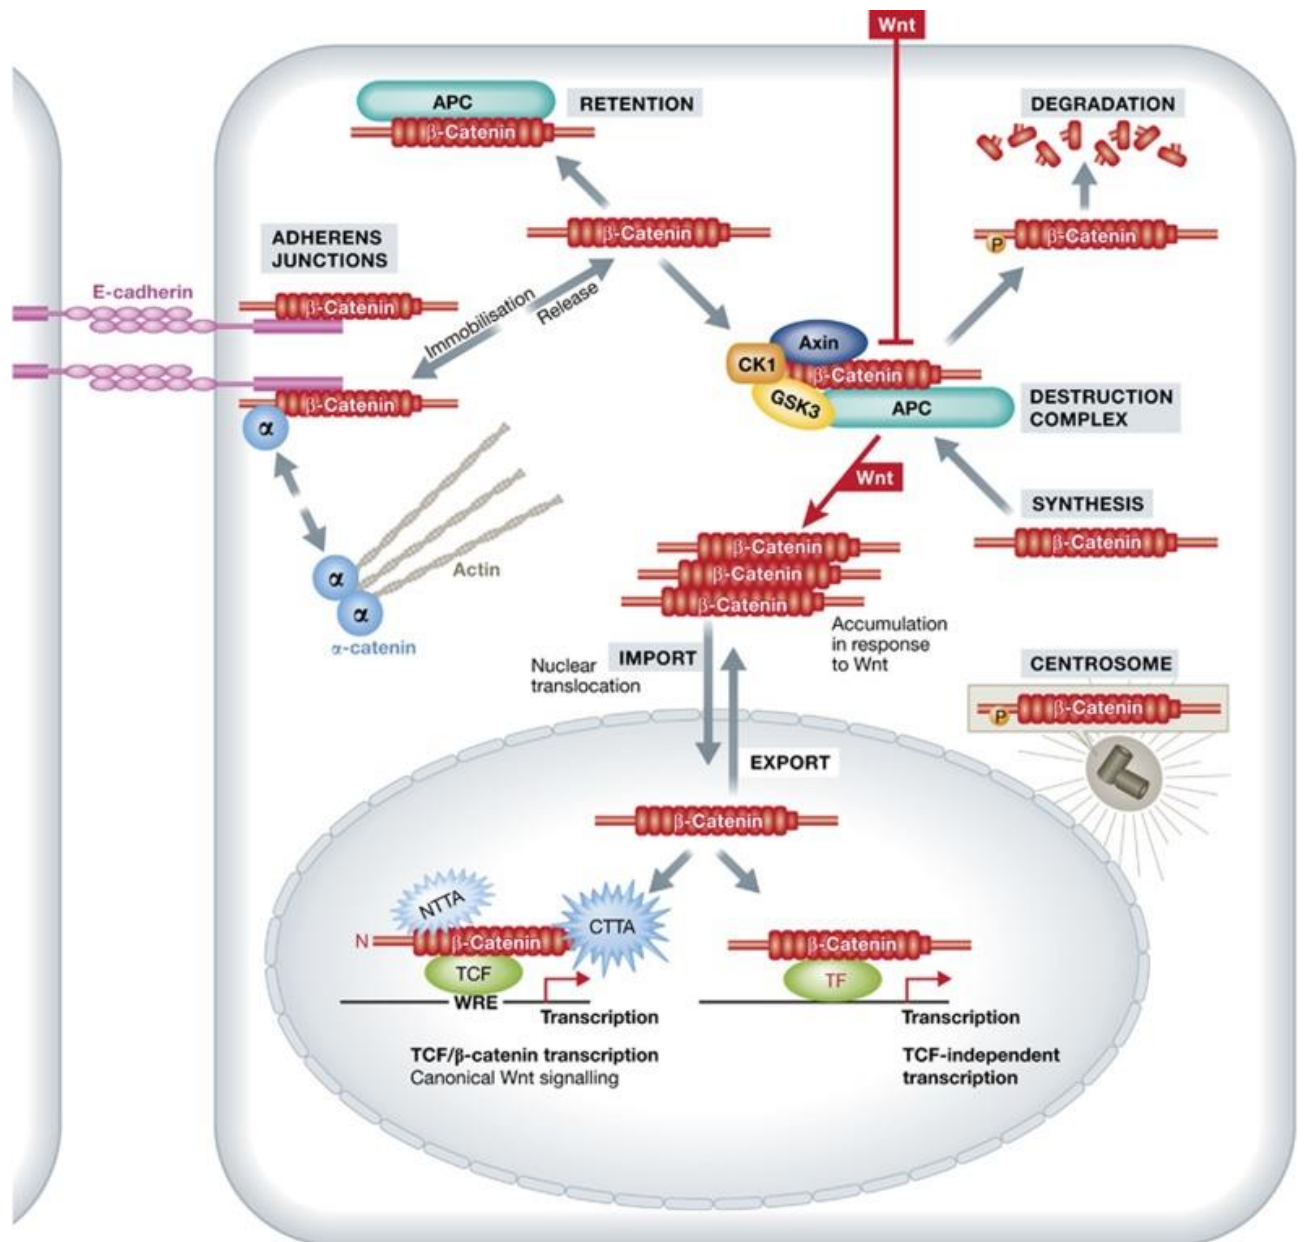 Wnt
APC
RETENTION
β-Catenin
DEGRADATION
β-Catenin
P
β-Catenin
ADHERENS
JUNCTIONS
E-cadherin
β-Catenin
Immobilisation
Release
Axin
CK1
β-Catenin
GSK3
APC
DESTRUCTION
COMPLEX
β-Catenin
α
Wnt
SYNTHESIS
β-Catenin
β-Catenin
β-Catenin
β-Catenin
Actin
α
α
α-catenin
Accumulation
in response
to Wnt
Nuclear
translocation
IMPORT
CENTROSOME
P
β-Catenin
EXPORT
β-Catenin
NTTA
CTTA
N
β-Catenin
TCF
WRE
Transcription
TCF/β-catenin transcription
Canonical Wnt signalling
β-Catenin
TF
Transcription
TCF-independent
transcription